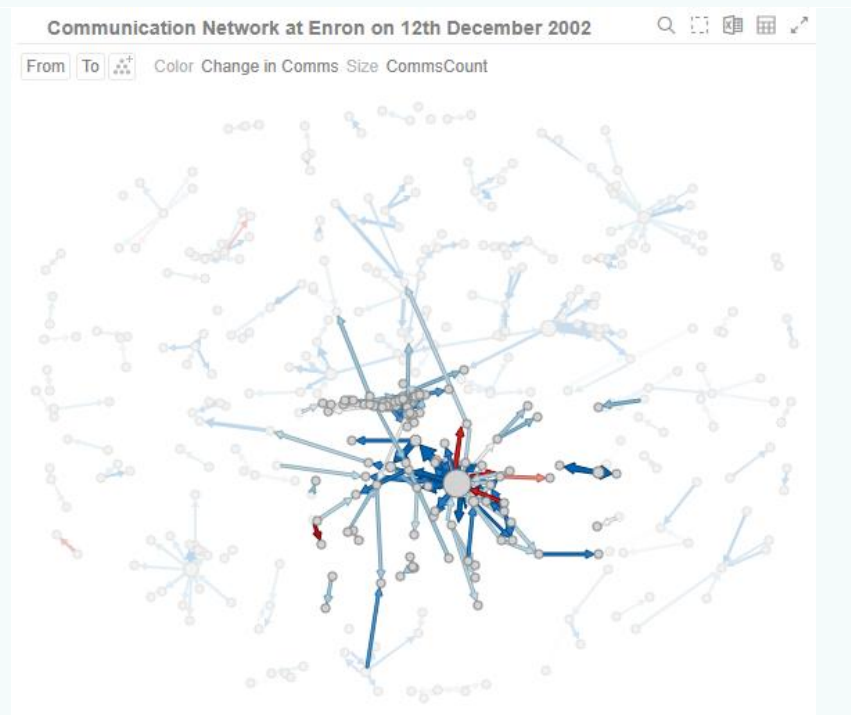 Communication Network at Enron on 12th December 2002
From To Color Change in Comms Size CommsCount